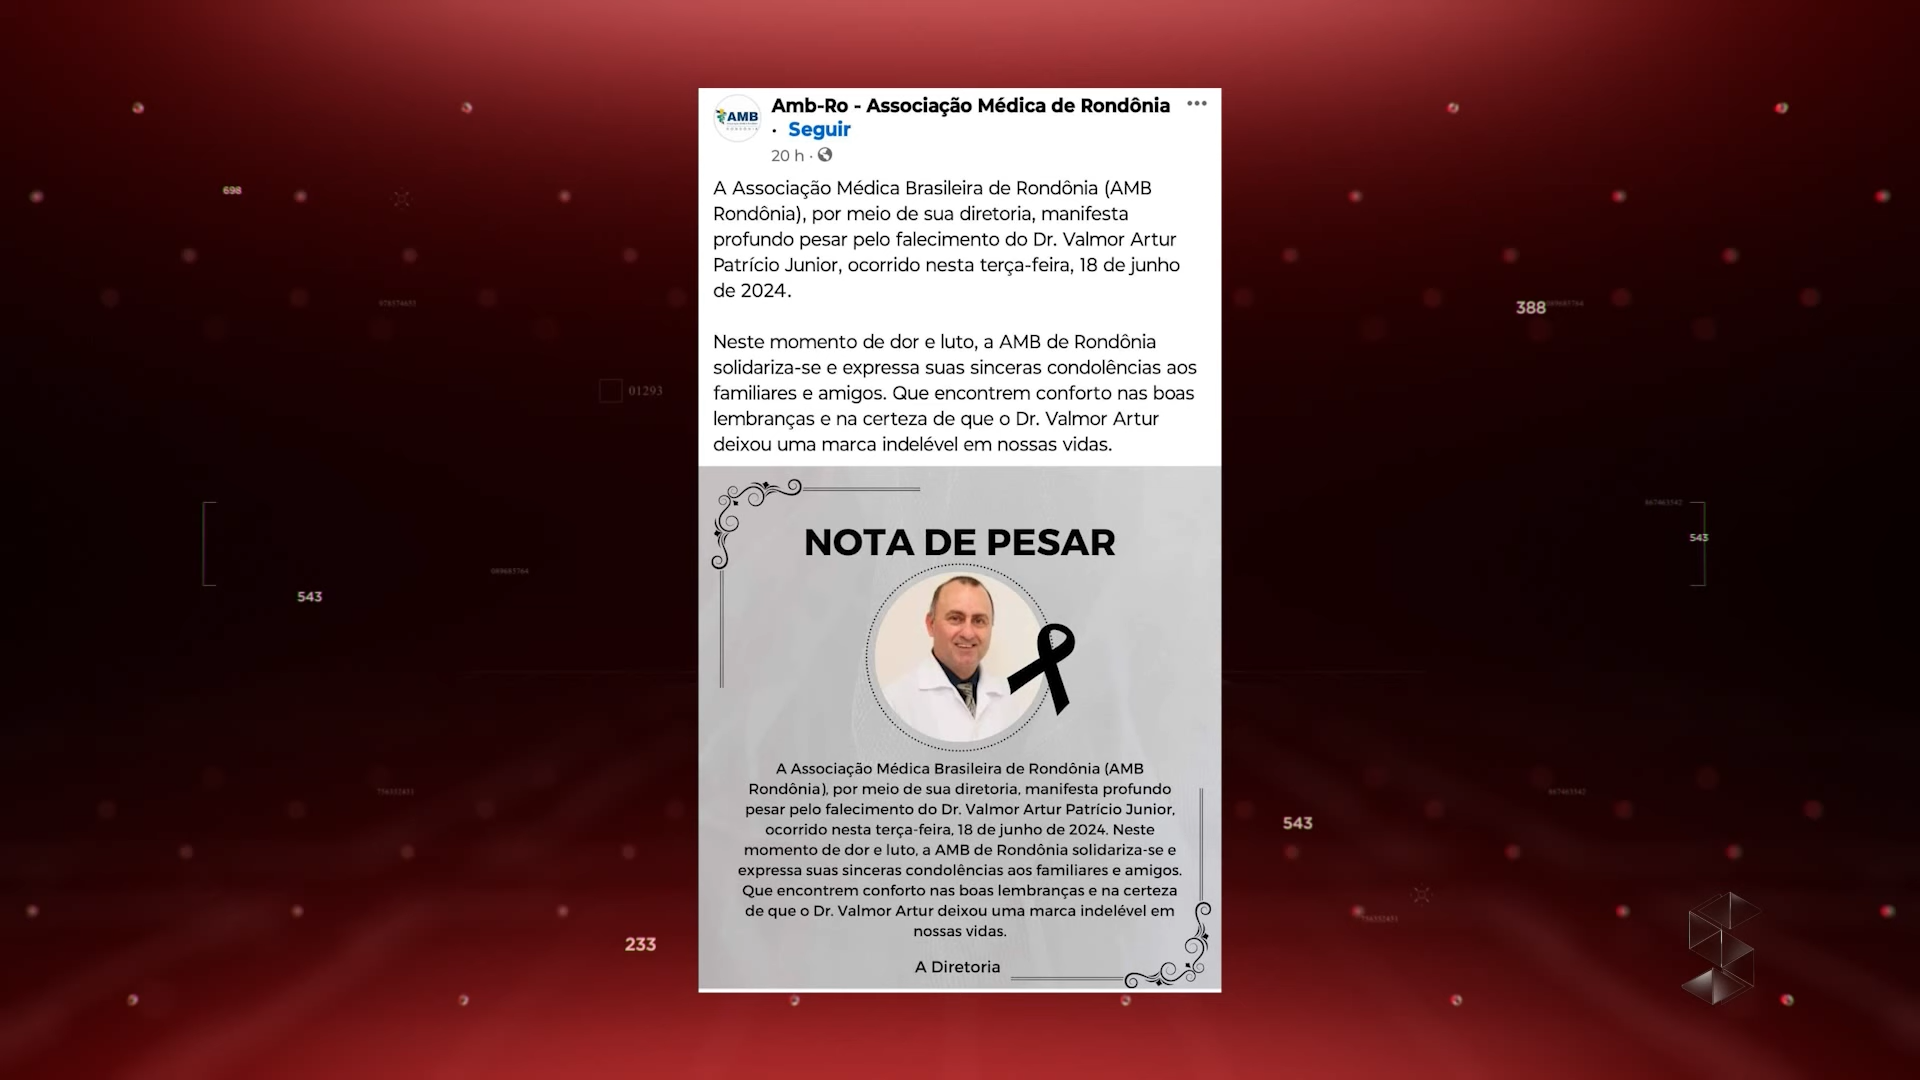 Amb-Ro - Associação Médica de Rondônia
· Seguir
20 h ·
AMB
RONDÔNIA
A Associação Médica Brasileira de Rondônia (AMB
Rondônia), por meio de sua diretoria, manifesta
profundo pesar pelo falecimento do Dr. Valmor Artur
Patrício Junior, ocorrido nesta terça-feira, 18 de junho
de 2024.
Neste momento de dor e luto, a AMB de Rondônia
solidariza-se e expressa suas sinceras condolências aos
familiares e amigos. Que encontrem conforto nas boas
lembranças e na certeza de que o Dr. Valmor Artur
deixou uma marca indelével em nossas vidas.
NOTA DE PESAR
A Associação Médica Brasileira de Rondônia (AMB
Rondônia), por meio de sua diretoria, manifesta profundo
pesar pelo falecimento do Dr. Valmor Artur Patrício Junior,
ocorrido nesta terça-feira, 18 de junho de 2024. Neste
momento de dor e luto, a AMB de Rondônia solidariza-se e
expressa suas sinceras condolências aos familiares e amigos.
Que encontrem conforto nas boas lembranças e na certeza
de que o Dr. Valmor Artur deixou uma marca indelével em
nossas vidas.
A Diretoria
698
388
01293
543
543
543
233